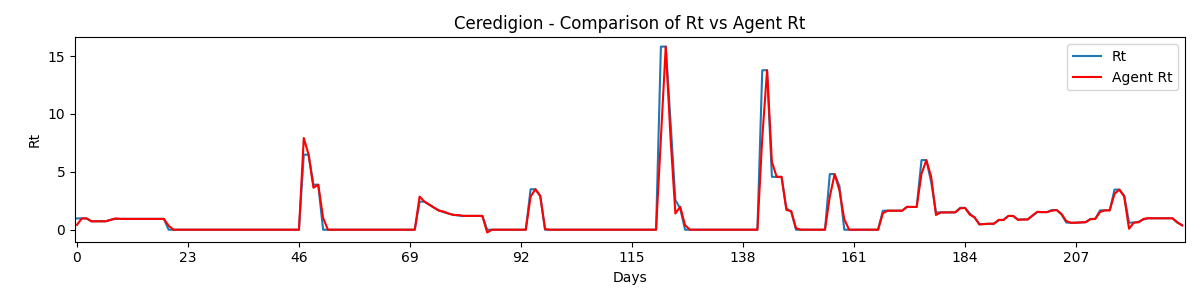 Ceredigion - Comparison of Rt vs Agent Rt
Rt
Agent Rt
15
10
5
0
Rt
0 23 46 69 92 115 138 161 184 207
Days